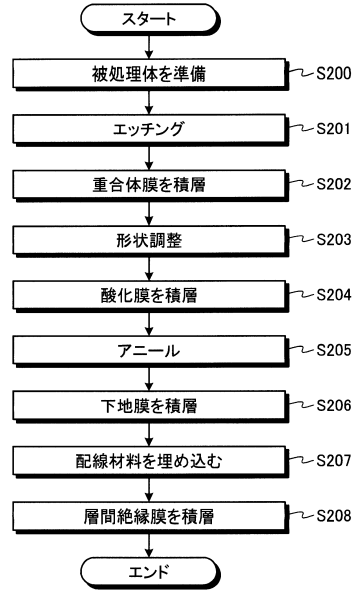 スタート
被処理体を準備 S200
エッチング S201
重合体膜を積層 S202
形状調整 S203
酸化膜を積層 S204
アニール S205
下地膜を積層 S206
配線材料を埋め込む S207
層間絶縁膜を積層 S208
エンド